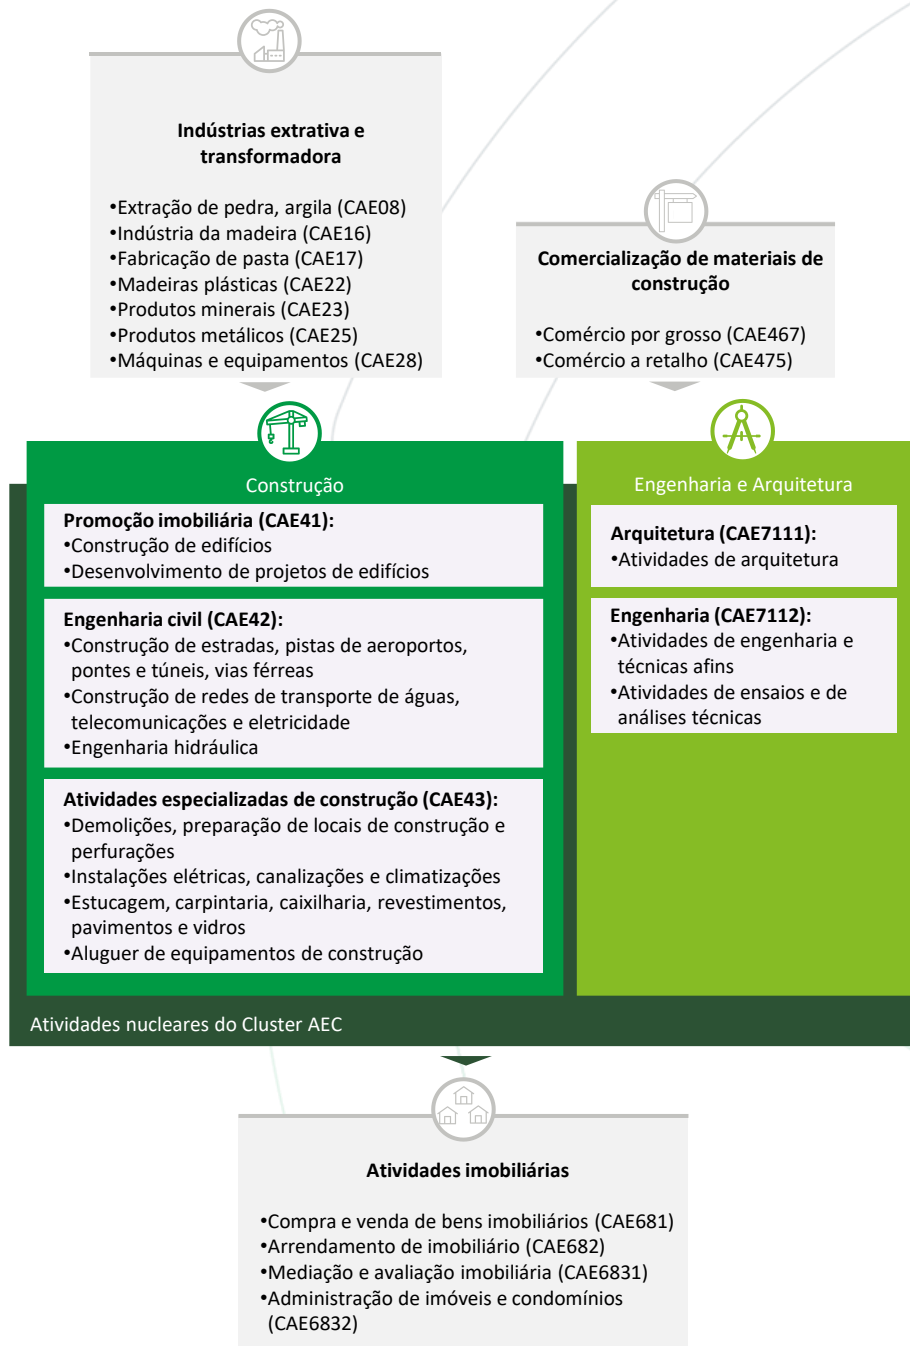 Indústrias extrativa e
transformadora
•Extração de pedra, argila (CAE08)
•Indústria da madeira (CAE16)
•Fabricação de pasta (CAE17)
•Madeiras plásticas (CAE22)
•Produtos minerais (CAE23)
•Produtos metálicos (CAE25)
•Máquinas e equipamentos (CAE28)
Comercialização de materiais de
construção
•Comércio por grosso (CAE467)
•Comércio a retalho (CAE475)
Construção
Promoção imobiliária (CAE41):
•Construção de edifícios
•Desenvolvimento de projetos de edifícios
Engenharia civil (CAE42):
•Construção de estradas, pistas de aeroportos,
pontes e túneis, vias férreas
•Construção de redes de transporte de águas,
telecomunicações e eletricidade
•Engenharia hidráulica
Atividades especializadas de construção (CAE43):
•Demolições, preparação de locais de construção e
perfurações
•Instalações elétricas, canalizações e climatizações
•Estucagem, carpintaria, caixilharia, revestimentos,
pavimentos e vidros
•Aluguer de equipamentos de construção
Engenharia e Arquitetura
Arquitetura (CAE7111):
•Atividades de arquitetura
Engenharia (CAE7112):
•Atividades de engenharia e
técnicas afins
•Atividades de ensaios e de
análises técnicas
Atividades nucleares do Cluster AEC
Atividades imobiliárias
•Compra e venda de bens imobiliários (CAE681)
•Arrendamento de imobiliário (CAE682)
•Mediação e avaliação imobiliária (CAE6831)
•Administração de imóveis e condomínios
(CAE6832)